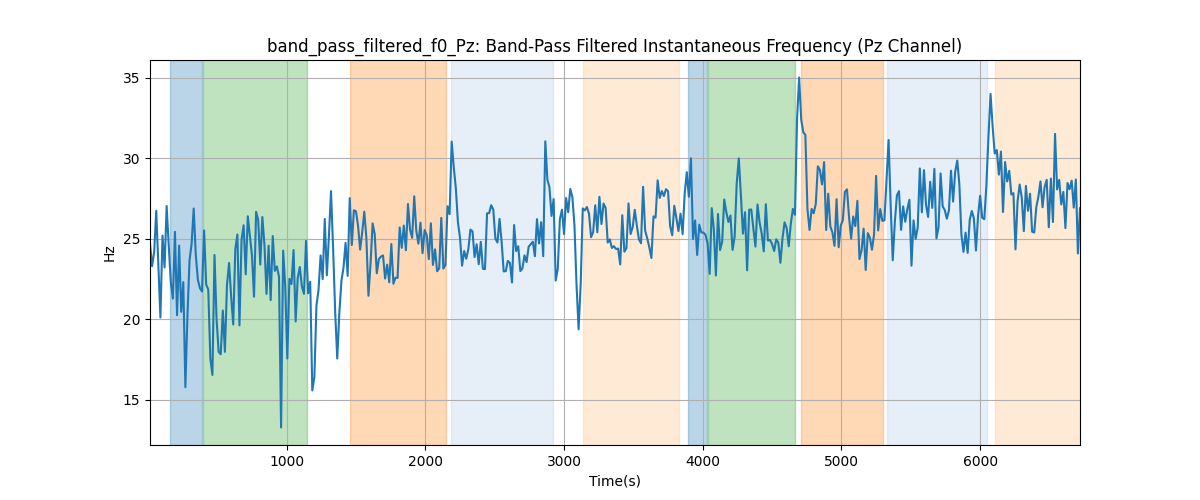 band_pass_filtered_f0_Pz: Band-Pass Filtered Instantaneous Frequency (Pz Channel)
35
30
25
20
15
Hz
1000 2000 3000 4000 5000 6000
Time(s)